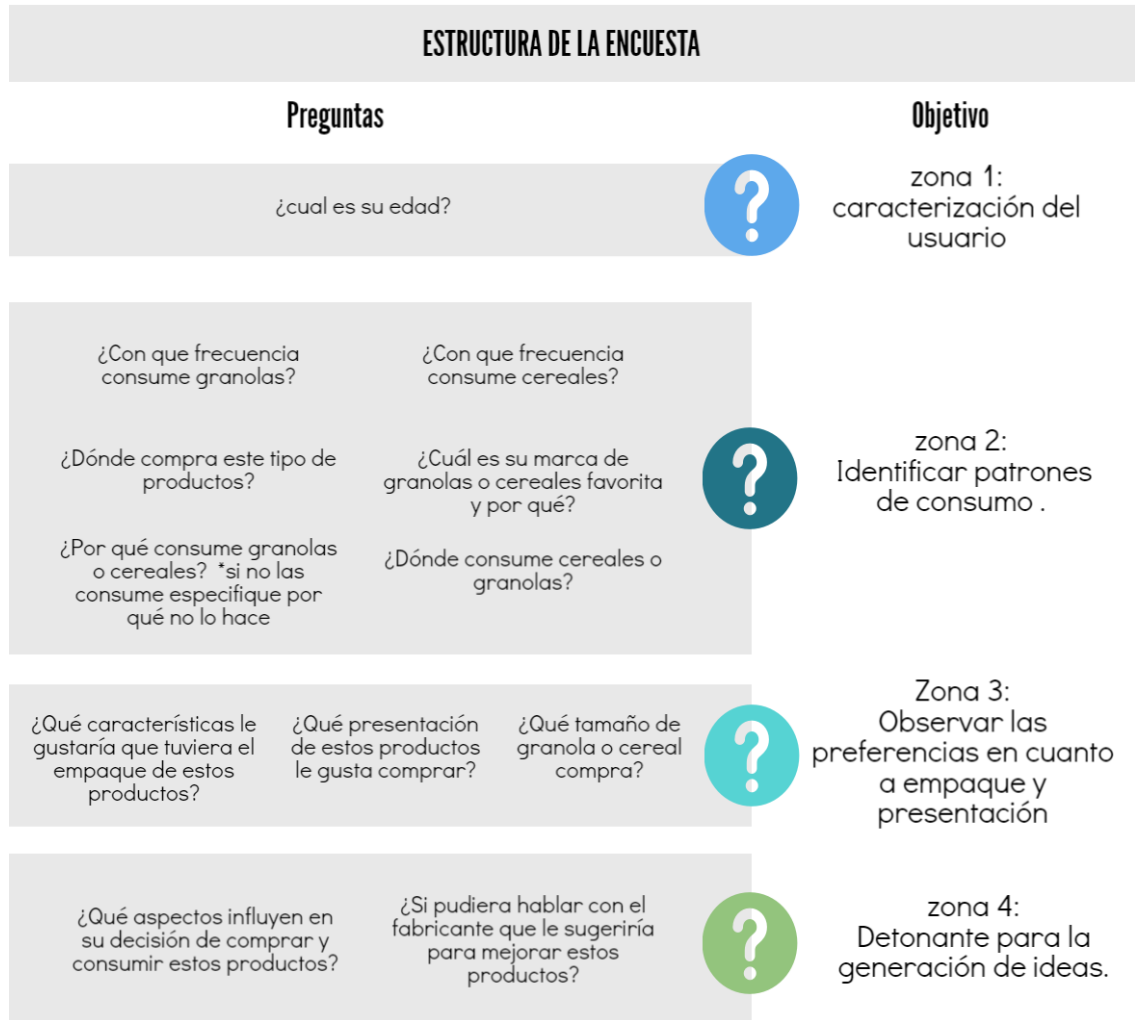 ESTRUCTURA DE LA ENCUESTA
Preguntas
Objetivo
¿cual es su edad?
zona 1:
caracterización del
usuario
¿Con que frecuencia
consume granolas?
¿Con que frecuencia
consume cereales?
¿Dónde compra este tipo de
productos?
¿Cuál es su marca de
granolas o cereales favorita
y por qué?
¿Por qué consume granolas
o cereales? *si no las
consume especifique por
qué no lo hace
¿Dónde consume cereales o
granolas?
zona 2:
Identificar patrones
de consumo .
¿Qué características le
gustaría que tuviera el
empaque de estos
productos?
¿Qué presentación
de estos productos
le gusta comprar?
¿Qué tamaño de
granola o cereal
compra?
Zona 3:
Observar las
preferencias en cuanto
a empaque y
presentación
¿Qué aspectos influyen en
su decisión de comprar y
consumir estos productos?
¿Si pudiera hablar con el
fabricante que le sugeriría
para mejorar estos
productos?
zona 4:
Detonante para la
generación de ideas.